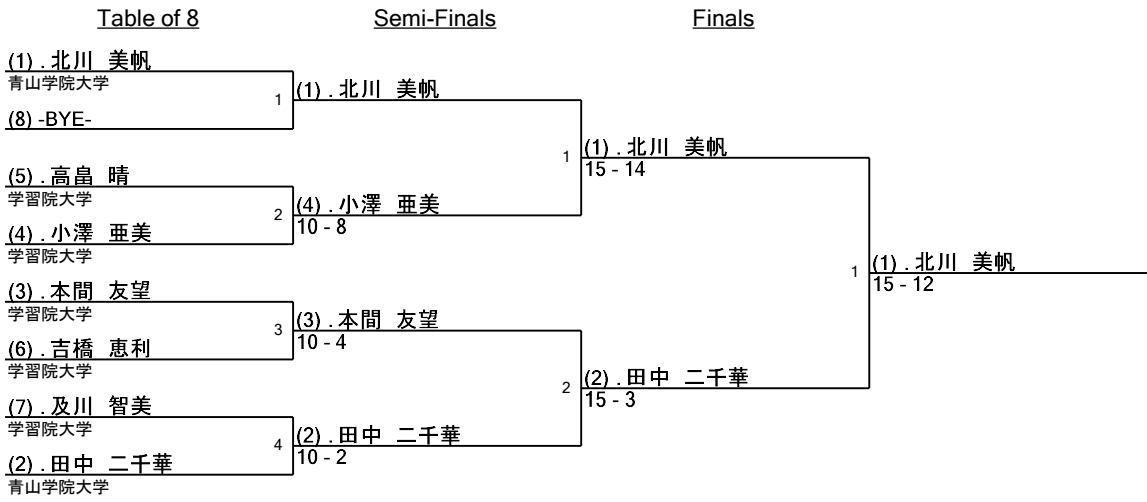 Table of 8
Semi-Finals
Finals
(1) . 北川　美帆
青山学院大学
(8) -BYE-
1
(1) . 北川　美帆
(5) . 高畠　晴
学習院大学
(4) . 小澤　亜美
学習院大学
2
(4) . 小澤　亜美
10 - 8
1
(1) . 北川　美帆
15 - 14
(3) . 本間　友望
学習院大学
(6) . 吉橋　恵利
学習院大学
3
(3) . 本間　友望
10 - 4
(7) . 及川　智美
学習院大学
(2) . 田中　二千華
青山学院大学
4
(2) . 田中　二千華
10 - 2
2
(2) . 田中　二千華
15 - 3
1
(1) . 北川　美帆
15 - 12